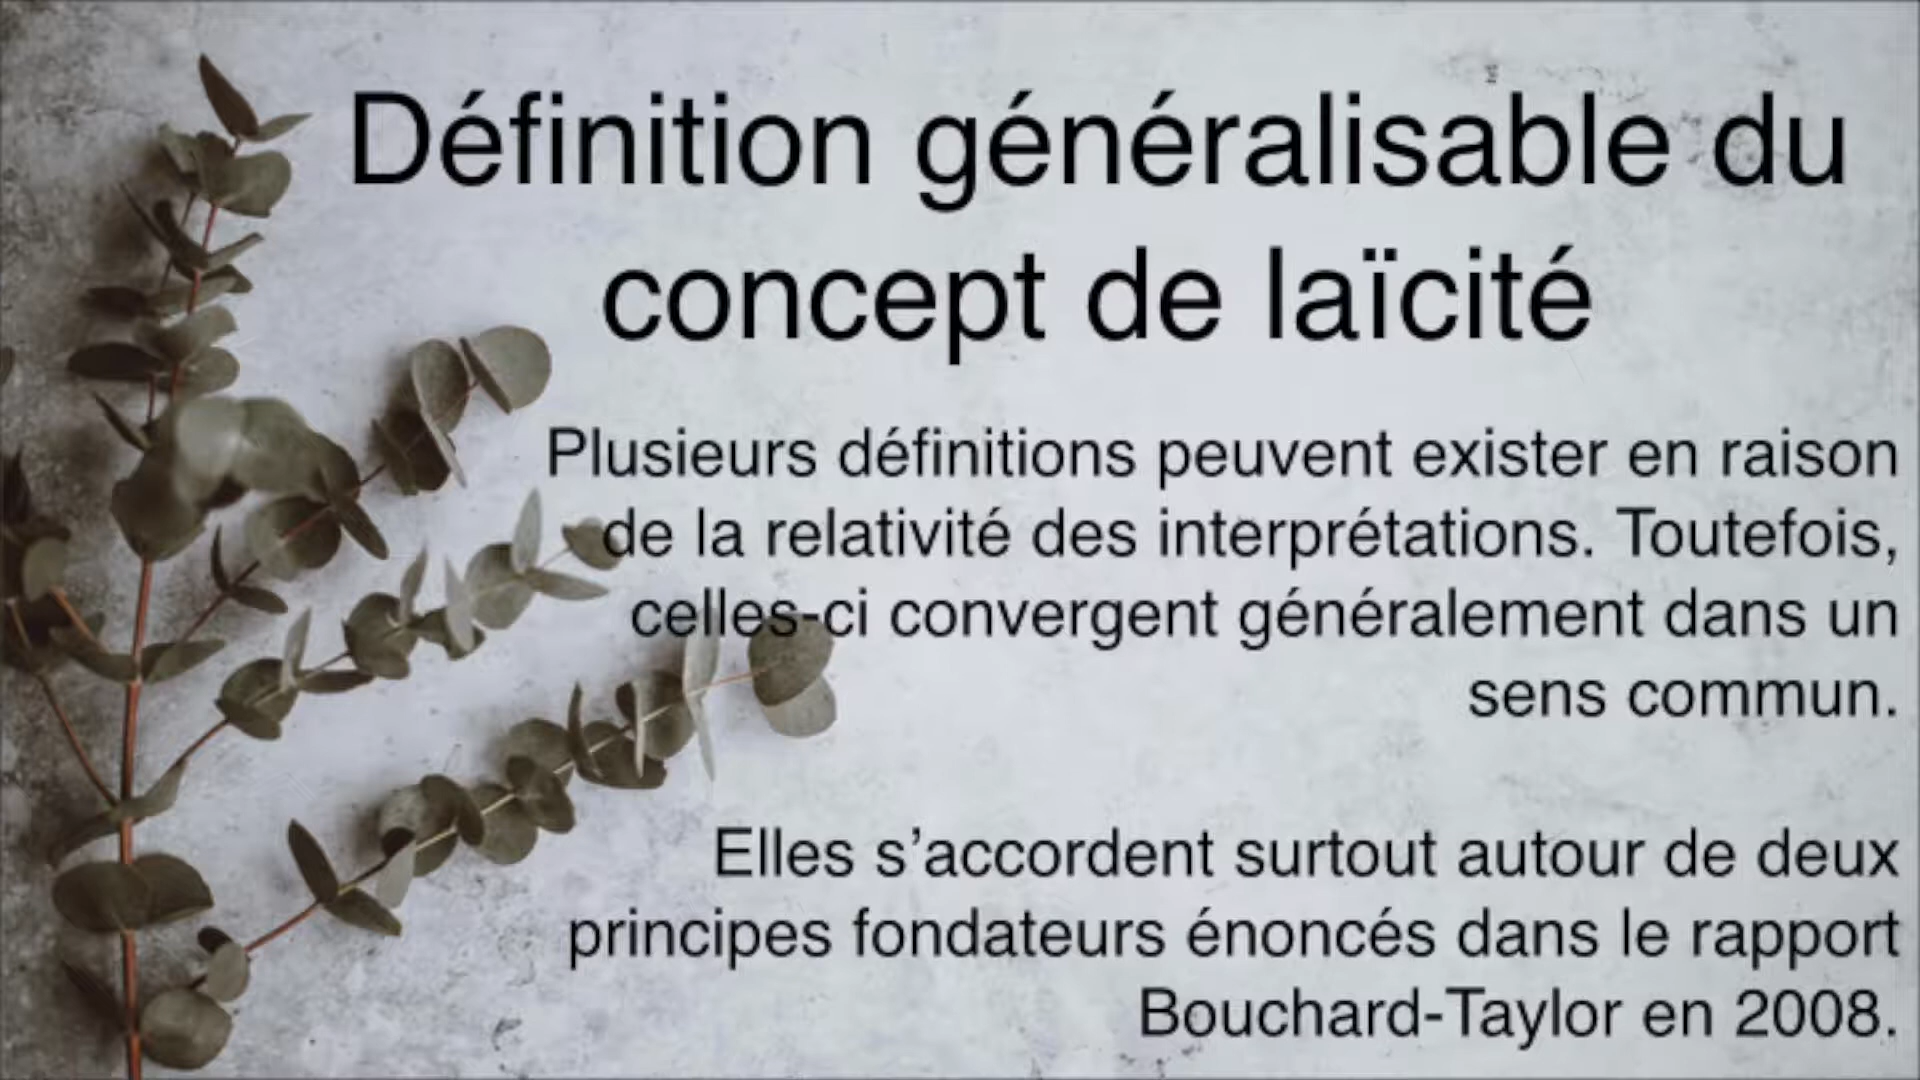 Définition généralisable du
concept de laïcité
Plusieurs définitions peuvent exister en raison
de la relativité des interprétations. Toutefois,
celles-ci convergent généralement dans un
sens commun.
Elles s’accordent surtout autour de deux
principes fondateurs énoncés dans le rapport
Bouchard-Taylor en 2008.